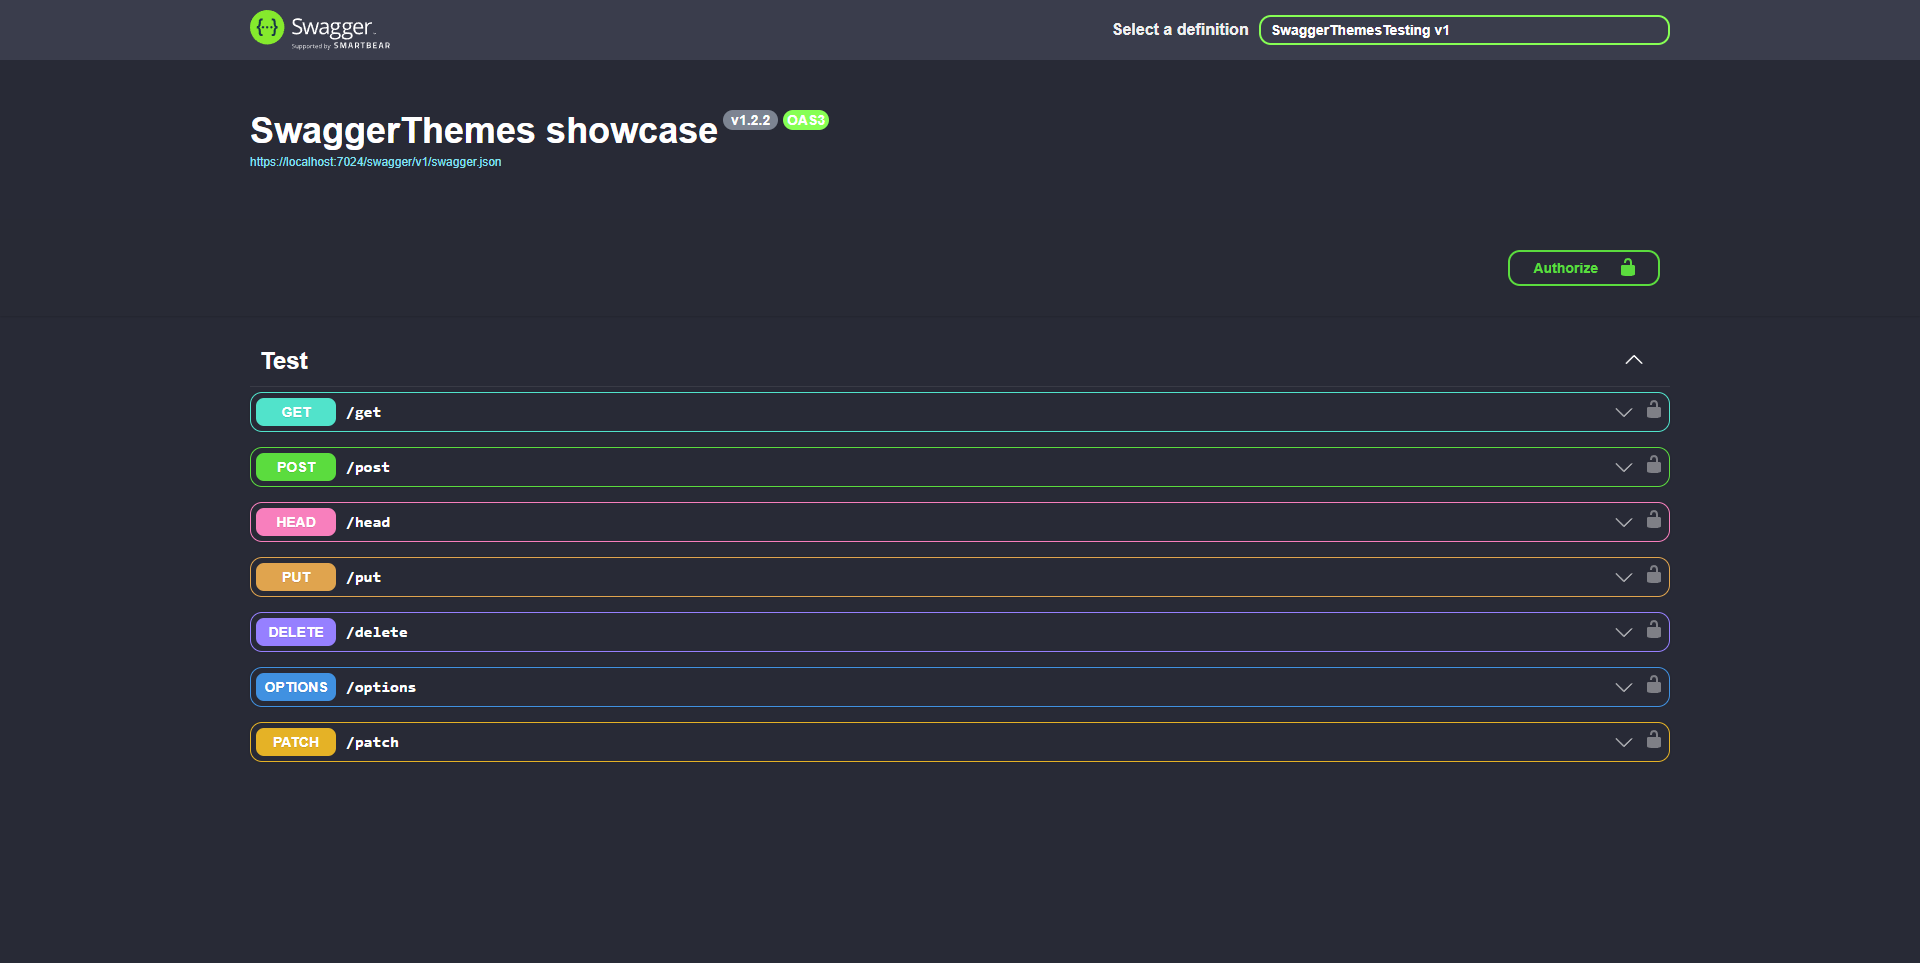 {···} Swagger
Supported by SMARTBEAR
Select a definition
SwaggerThemesTesting v1
SwaggerThemes showcase v1.2.2 OAS3
https://localhost:7024/swagger/v1/swagger.json
Authorize
Test
GET /get
POST /post
HEAD /head
PUT /put
DELETE /delete
OPTIONS /options
PATCH /patch